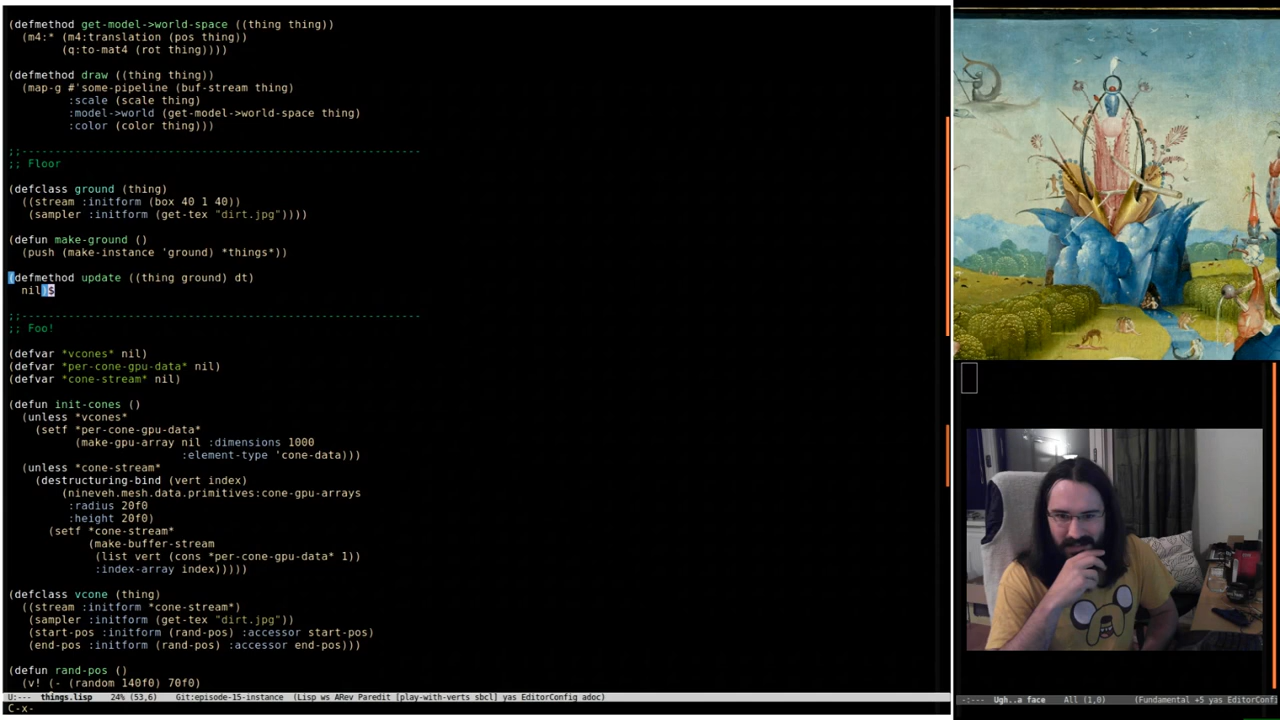 (defmethod get-model->world-space ((thing thing))
  (m4:* (m4:translation (pos thing))
        (q:to-mat4 (rot thing))))
(defmethod draw ((thing thing))
  (map-g #'some-pipeline (buf-stream thing)
         :scale (scale thing)
         :model->world (get-model->world-space thing)
         :color (color thing)))
;;------------------------------------------------------------
;; Floor
(defclass ground (thing)
  ((stream :initform (box 40 1 40))
   (sampler :initform (get-tex "dirt.jpg"))))
(defun make-ground ()
  (push (make-instance 'ground) *things*))
(defmethod update ((thing ground) dt)
  nil)s
;;------------------------------------------------------------
;; Foo!
(defvar *vcones* nil)
(defvar *per-cone-gpu-data* nil)
(defvar *cone-stream* nil)
(defun init-cones ()
  (unless *vcones*
    (setf *per-cone-gpu-data*
          (make-gpu-array nil :dimensions 1000
                          :element-type 'cone-data)))
  (unless *cone-stream*
    (destructuring-bind (vert index)
        (nineveh.mesh.data.primitives:cone-gpu-arrays
         :radius 20f0
         :height 20f0)
      (setf *cone-stream*
            (make-buffer-stream
             (list vert (cons *per-cone-gpu-data* 1))
             :index-array index)))))
(defclass vcone (thing)
  ((stream :initform *cone-stream*)
   (sampler :initform (get-tex "dirt.jpg"))
   (start-pos :initform (rand-pos) :accessor start-pos)
   (end-pos :initform (rand-pos) :accessor end-pos)))
(defun rand-pos ()
  (v! (- (random 140f0) 70f0)
U:---  things.lisp   24% (53,6)    Git:episode-15-instance  (Lisp ws ARev Paredit [play-with-verts sbcl] yas EditorConfig adoc)
C-x-
-:---  Ugh..a face   All (1,0)    (Fundamental +5 yas EditorConf